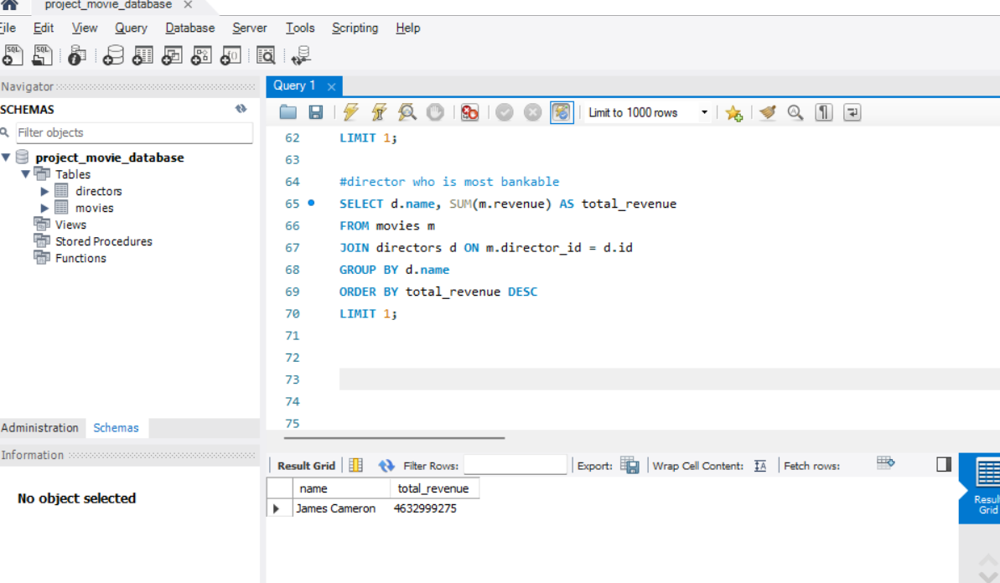 project_movie_database ×
File Edit View Query Database Server Tools Scripting Help
Navigator
SCHEMAS
Filter objects
project_movie_database
Tables
directors
movies
Views
Stored Procedures
Functions
Administration Schemas
Information
No object selected
Query 1 ×
Limit to 1000 rows
62 LIMIT 1;
63
64 #director who is most bankable
65 SELECT d.name, SUM(m.revenue) AS total_revenue
66 FROM movies m
67 JOIN directors d ON m.director_id = d.id
68 GROUP BY d.name
69 ORDER BY total_revenue DESC
70 LIMIT 1;
71
72
73
74
75
Result Grid Filter Rows: Export: Wrap Cell Content: Fetch rows:
name total_revenue
James Cameron 4632999275
Result
Grid